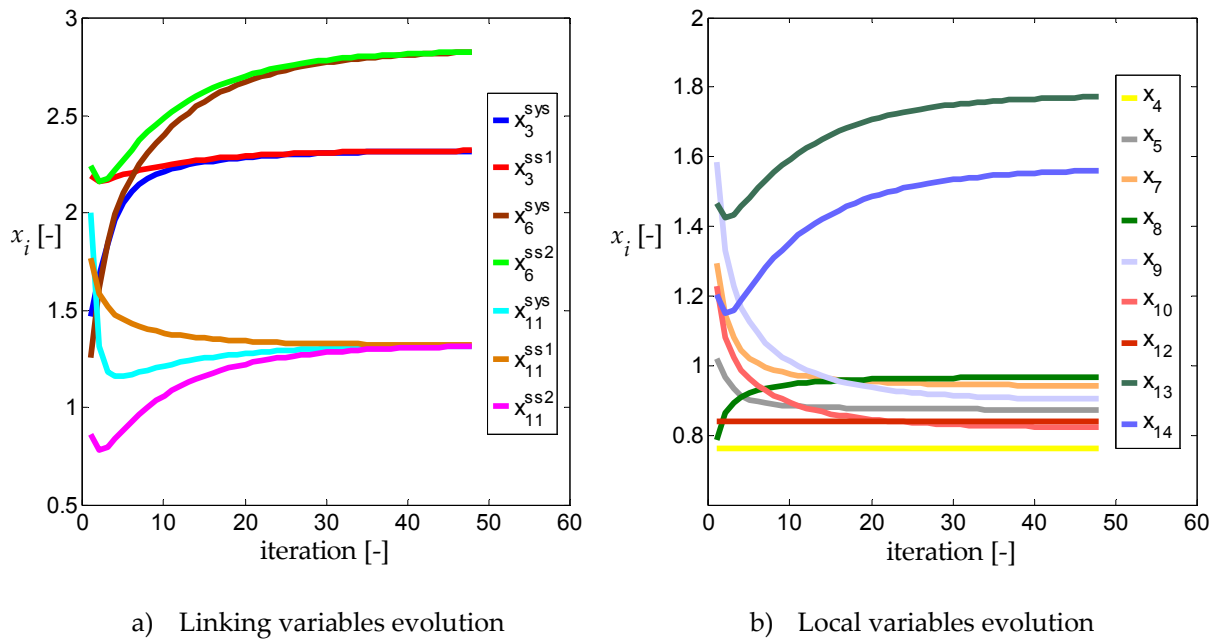 3
2.5
2
1.5
1
0.5
x_i [-]
0 10 20 30 40 50 60
iteration [-]
x_3^sys
x_3^ss1
x_6^sys
x_6^ss2
x_11^sys
x_11^ss1
x_11^ss2
a) Linking variables evolution
2
1.8
1.6
1.4
1.2
1
0.8
x_i [-]
0 10 20 30 40 50 60
iteration [-]
x_4
x_5
x_7
x_8
x_9
x_10
x_12
x_13
x_14
b) Local variables evolution